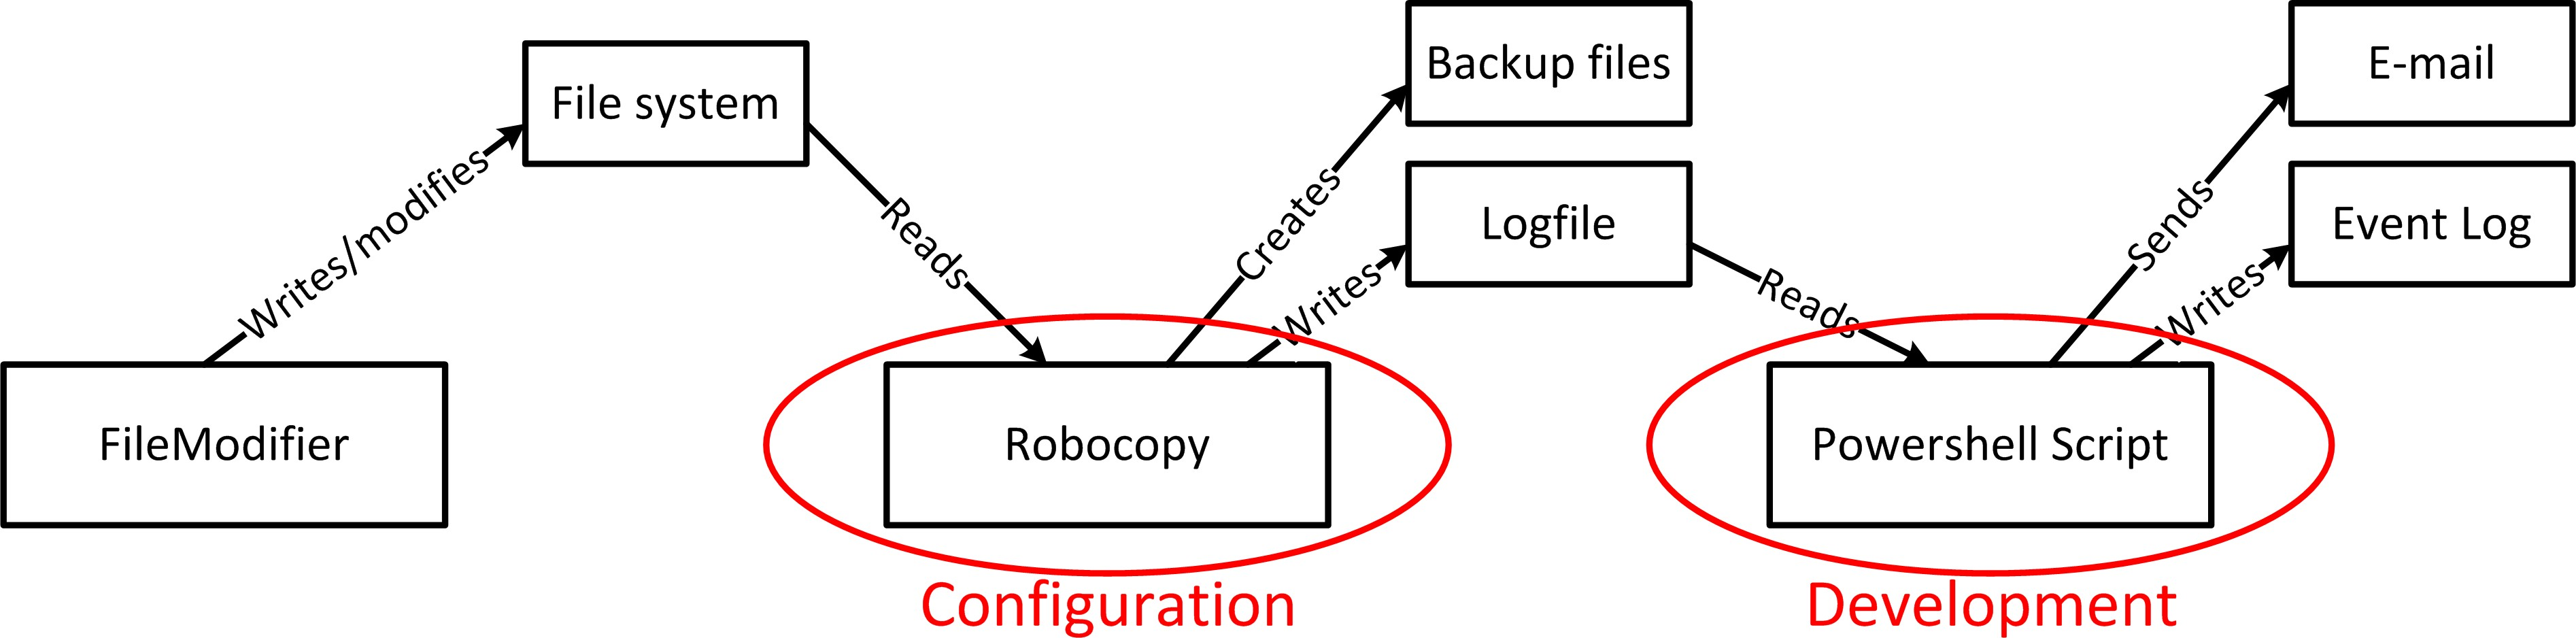 Backup files
E-mail
File system
Logfile
Event Log
Writes/modifies
Reads
Creates
Writes
Reads
Sends
Writes
FileModifier
Robocopy
Powershell Script
Configuration
Development